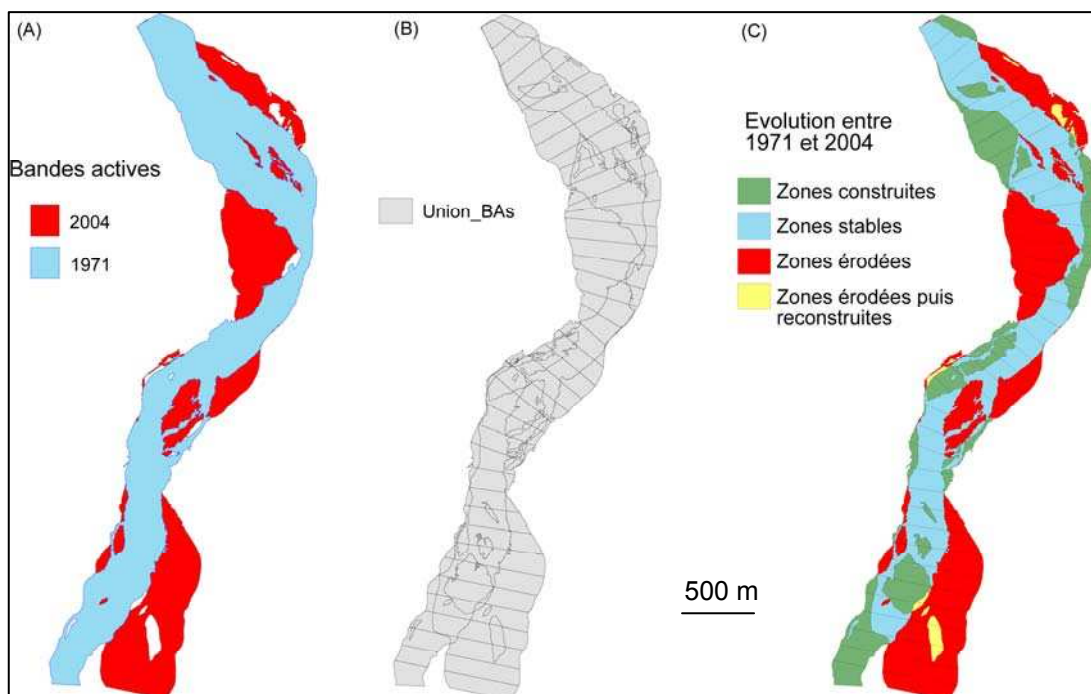 (A)
Bandes actives
2004
1971
(B)
Union_BAs
500 m
(C)
Evolution entre
1971 et 2004
Zones construites
Zones stables
Zones érodées
Zones érodées puis
reconstruites